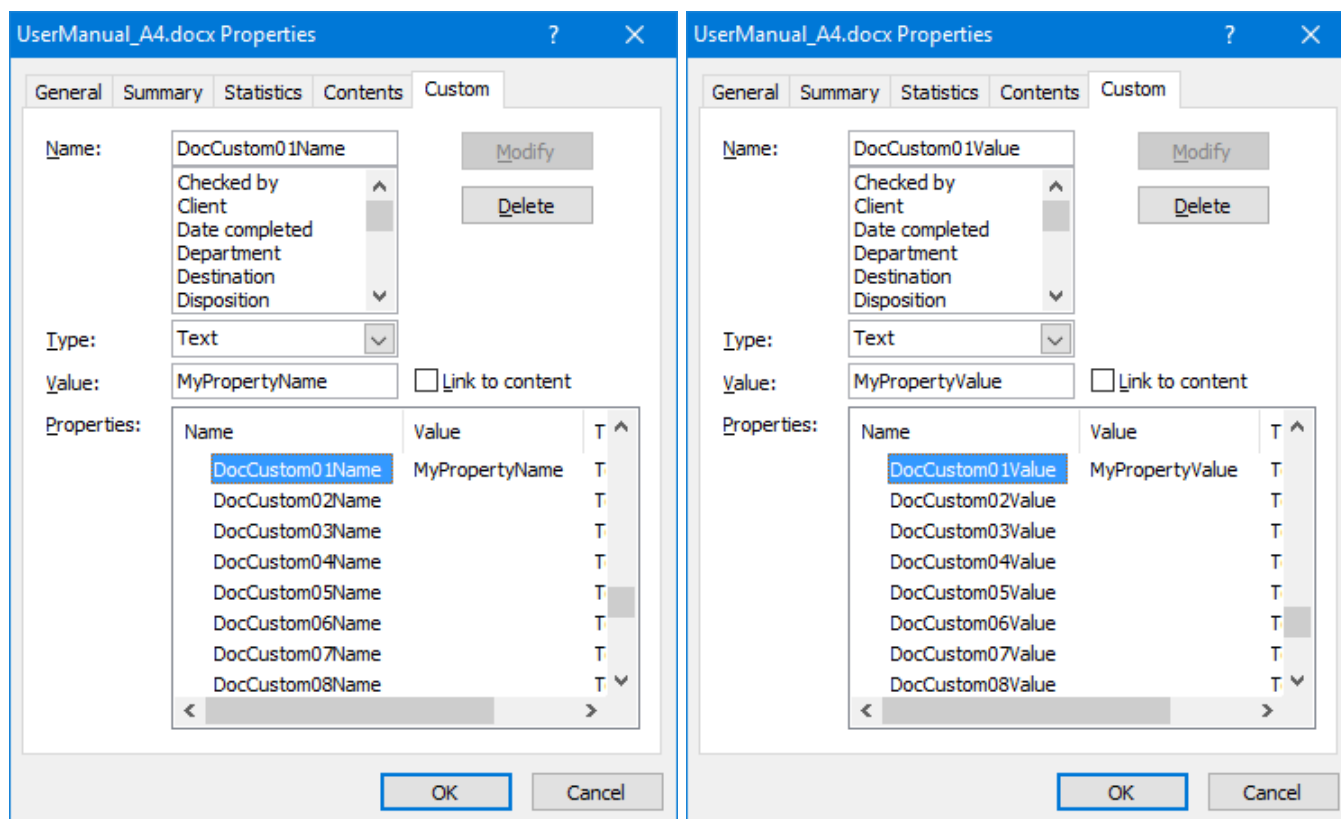 UserManual_A4.docx Properties ?
General Summary Statistics Contents Custom
Name: DocCustom01Name Modify
Checked by
Client
Date completed
Department
Destination
Disposition
Delete
Type: Text
Value: MyPropertyName Link to content
Properties: Name Value T
DocCustom01Name MyPropertyName T
DocCustom02Name T
DocCustom03Name T
DocCustom04Name T
DocCustom05Name T
DocCustom06Name T
DocCustom07Name T
DocCustom08Name T
OK Cancel
UserManual_A4.docx Properties ?
General Summary Statistics Contents Custom
Name: DocCustom01Value Modify
Checked by
Client
Date completed
Department
Destination
Disposition
Delete
Type: Text
Value: MyPropertyValue Link to content
Properties: Name Value T
DocCustom01Value MyPropertyValue T
DocCustom02Value T
DocCustom03Value T
DocCustom04Value T
DocCustom05Value T
DocCustom06Value T
DocCustom07Value T
DocCustom08Value T
OK Cancel